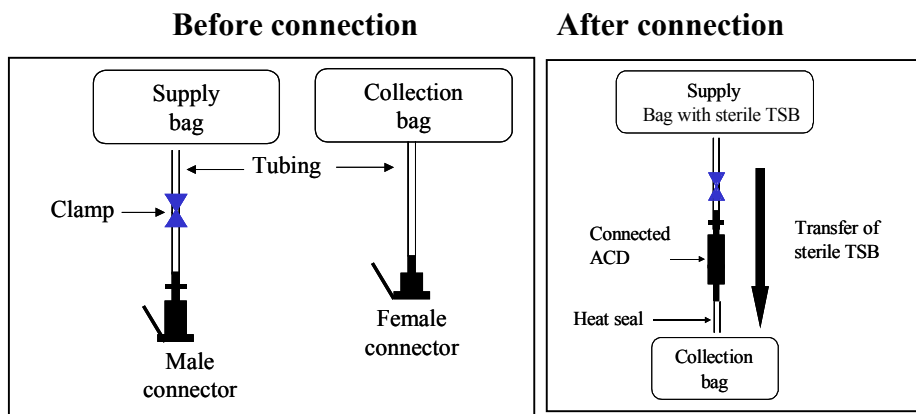 Before connection
After connection
Supply
bag
Collection
bag
Tubing
Clamp
Male
connector
Female
connector
Supply
Bag with sterile TSB
Connected
ACD
Transfer of
sterile TSB
Heat seal
Collection
bag